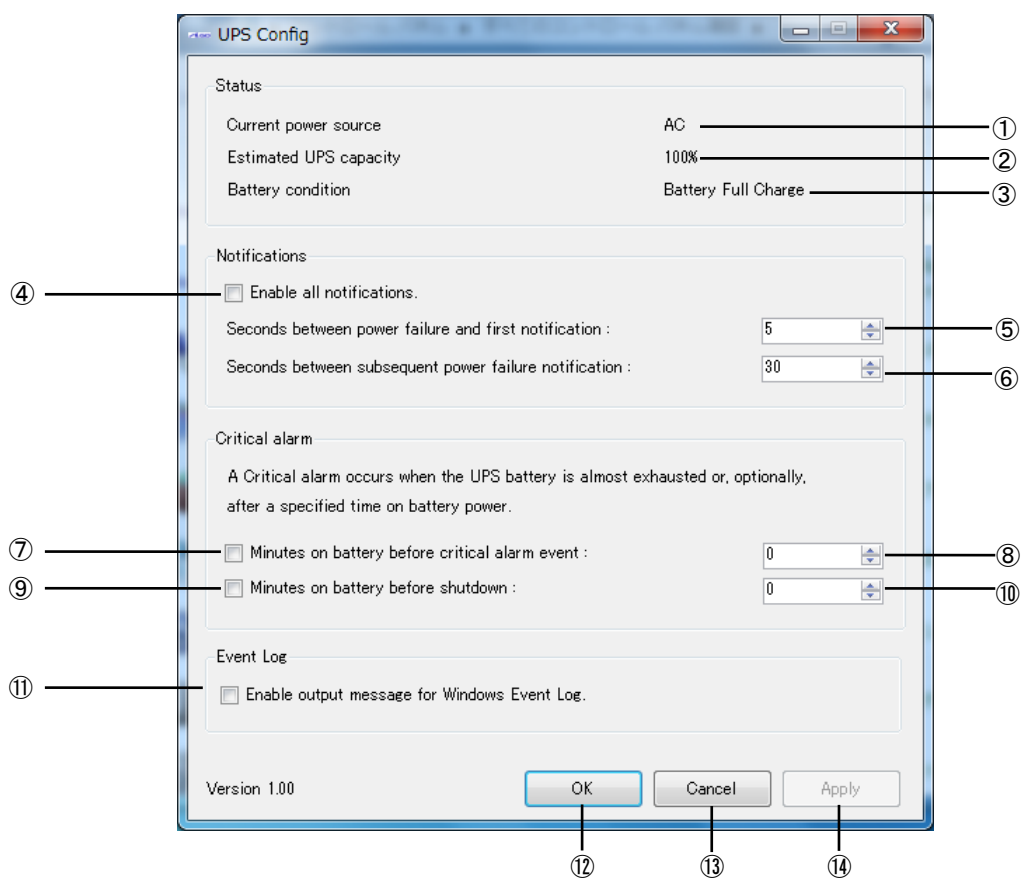 UPS Config
Status
Current power source AC ①
Estimated UPS capacity 100% ②
Battery condition Battery Full Charge ③
Notifications
④ Enable all notifications.
Seconds between power failure and first notification : 5 ⑤
Seconds between subsequent power failure notification : 30 ⑥
Critical alarm
A Critical alarm occurs when the UPS battery is almost exhausted or, optionally,
after a specified time on battery power.
⑦ Minutes on battery before critical alarm event : 0 ⑧
⑨ Minutes on battery before shutdown : 0 ⑩
Event Log
⑪ Enable output message for Windows Event Log.
Version 1.00 OK Cancel Apply
⑫ ⑬ ⑭